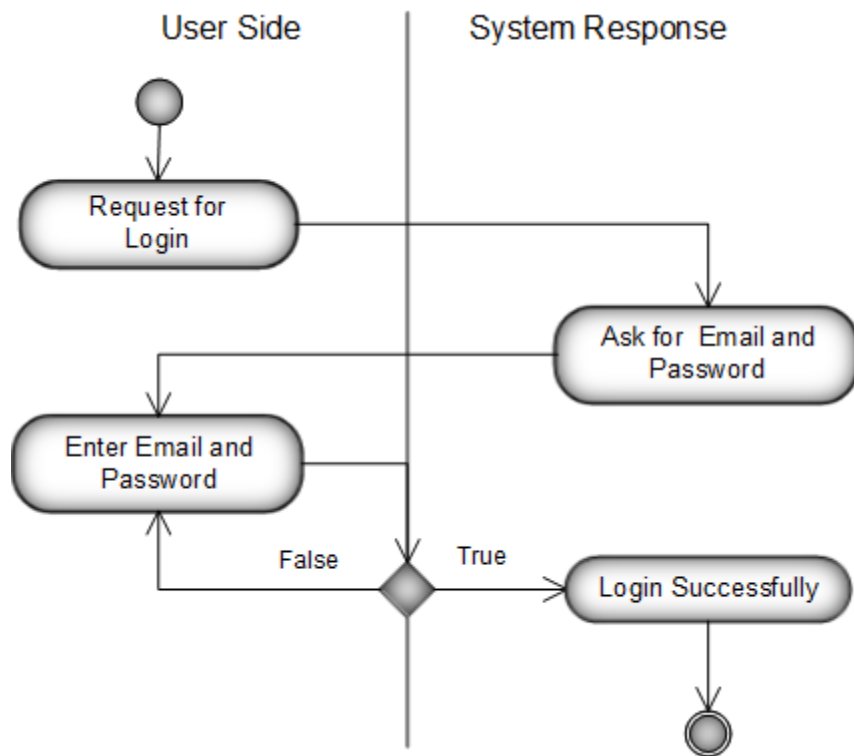 User Side
System Response
Request for
Login
Ask for Email and
Password
Enter Email and
Password
False
True
Login Successfully